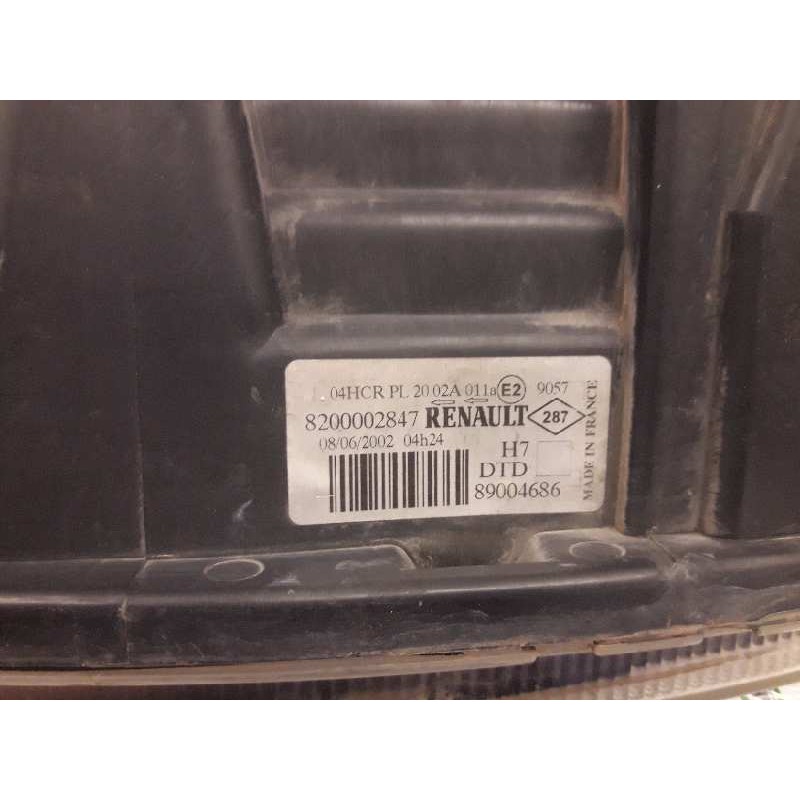 04HCR PL 20 02A 011a E2 9057
8200002847 RENAULT 287
08/06/2002 04h24
H7
DTD
89004686
MADE IN FRANCE